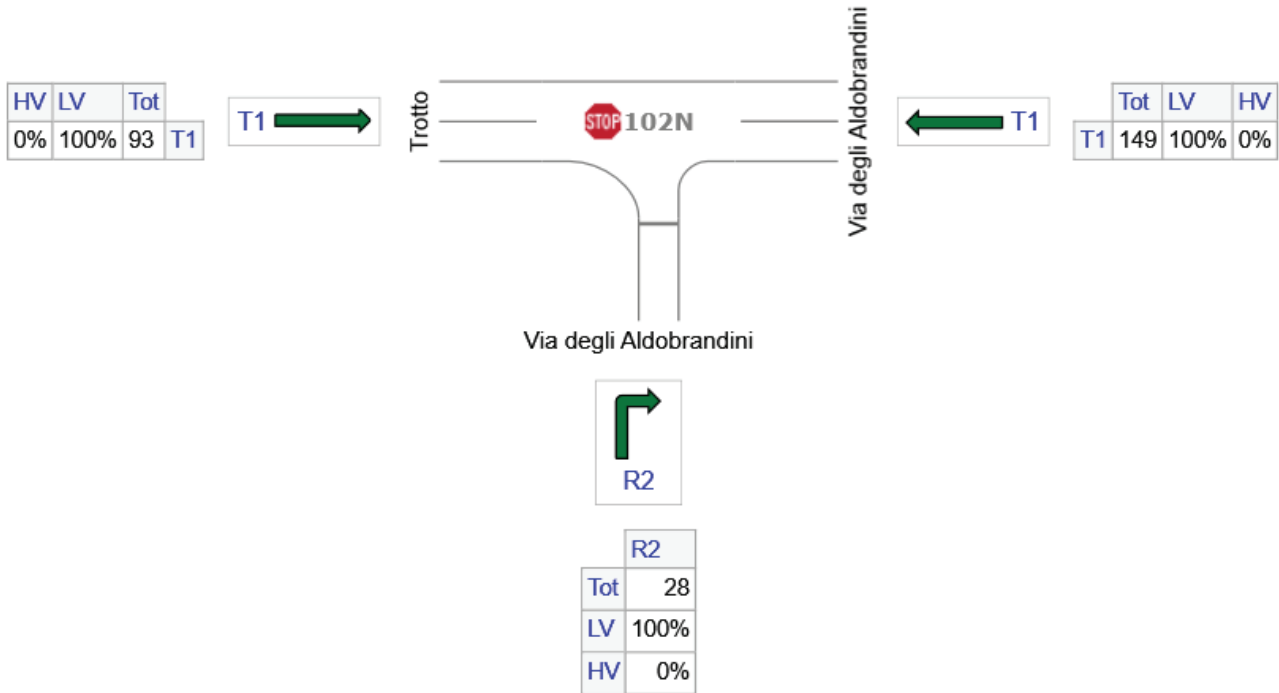 HV LV Tot
0% 100% 93 T1
T1
Trotto
STOP 102N
Via degli Aldobrandini
T1
Tot LV HV
T1 149 100% 0%
Via degli Aldobrandini
R2
R2
Tot 28
LV 100%
HV 0%